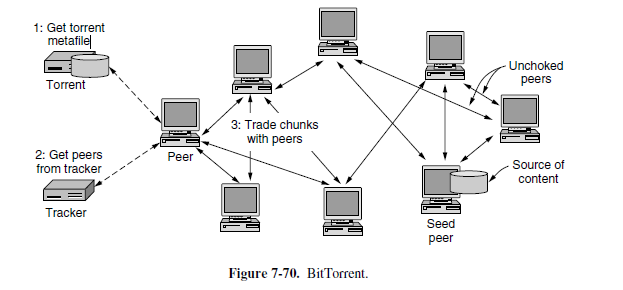 1: Get torrent
metafile
Torrent
2: Get peers
from tracker
Tracker
Peer
3: Trade chunks
with peers
Unchoked
peers
Source of
content
Seed
peer
Figure 7-70. BitTorrent.